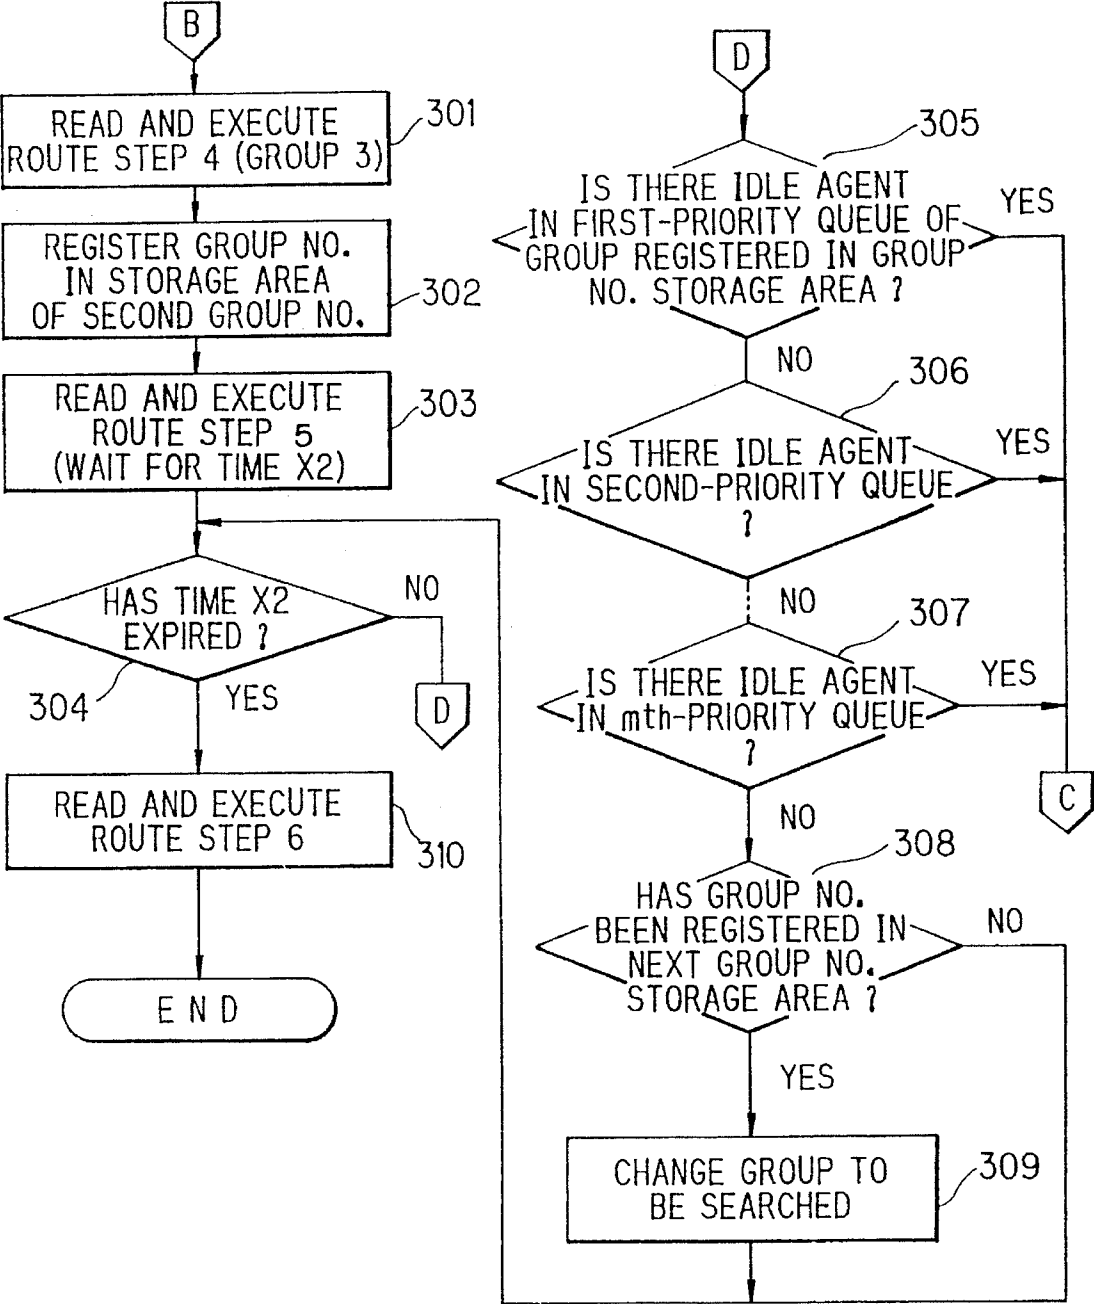 B
READ AND EXECUTE
ROUTE STEP 4 (GROUP 3)
301
REGISTER GROUP NO.
IN STORAGE AREA
OF SECOND GROUP NO.
302
READ AND EXECUTE
ROUTE STEP 5
(WAIT FOR TIME X2)
303
HAS TIME X2
EXPIRED ?
NO
304
YES
D
READ AND EXECUTE
ROUTE STEP 6
310
END
D
305
IS THERE IDLE AGENT
IN FIRST-PRIORITY QUEUE OF
GROUP REGISTERED IN GROUP
NO. STORAGE AREA ?
YES
NO
306
IS THERE IDLE AGENT
IN SECOND-PRIORITY QUEUE
?
YES
NO
307
IS THERE IDLE AGENT
IN mth-PRIORITY QUEUE
?
YES
C
NO
308
HAS GROUP NO.
BEEN REGISTERED IN
NEXT GROUP NO.
STORAGE AREA ?
NO
YES
CHANGE GROUP TO
BE SEARCHED
309